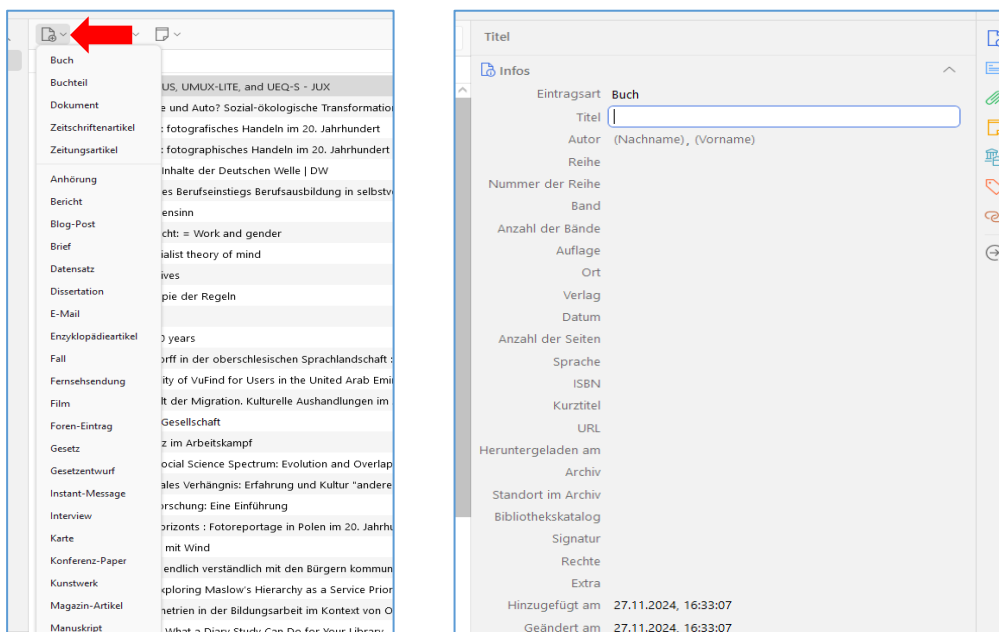 Buch
Buchteil
Dokument
Zeitschriftenartikel
Zeitungsartikel
Anhörung
Bericht
Blog-Post
Brief
Datensatz
Dissertation
E-Mail
Enzyklopädieartikel
Fall
Fernsehsendung
Film
Foren-Eintrag
Gesetz
Gesetzentwurf
Instant-Message
Interview
Karte
Konferenz-Paper
Kunstwerk
Magazin-Artikel
Manuskript
US, UMUX-LITE, and UEQ-S - JUX
e und Auto? Sozial-ökologische Transformation
: fotografisches Handeln im 20. Jahrhundert
: fotographisches Handeln im 20. Jahrhundert
Inhalte der Deutschen Welle | DW
es Berufseinstiegs Berufsausbildung in selbstv
ensinn
cht: = Work and gender
ialist theory of mind
ives
pie der Regeln
0 years
orff in der oberschlesischen Sprachlandschaft :
ity of VuFind for Users in the United Arab Emi
lt der Migration. Kulturelle Aushandlungen im
Gesellschaft
z im Arbeitskampf
ocial Science Spectrum: Evolution and Overlap
ales Verhängnis: Erfahrung und Kultur "andere
orschung: Eine Einführung
orizonts : Fotoreportage in Polen im 20. Jahrhu
mit Wind
endlich verständlich mit den Bürgern kommun
xploring Maslow's Hierarchy as a Service Prior
netrien in der Bildungsarbeit im Kontext von O
What a Diary Study Can Do for Your Library
Titel
Infos
Eintragsart Buch
Titel
Autor (Nachname), (Vorname)
Reihe
Nummer der Reihe
Band
Anzahl der Bände
Auflage
Ort
Verlag
Datum
Anzahl der Seiten
Sprache
ISBN
Kurztitel
URL
Heruntergeladen am
Archiv
Standort im Archiv
Bibliothekskatalog
Signatur
Rechte
Extra
Hinzugefügt am 27.11.2024, 16:33:07
Geändert am 27.11.2024, 16:33:07